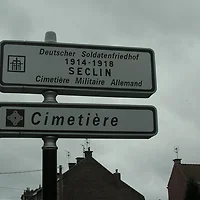 Deutscher Soldatenfriedhof
1914-1918
SECLIN
Cimetière Militaire Allemand
Cimetière